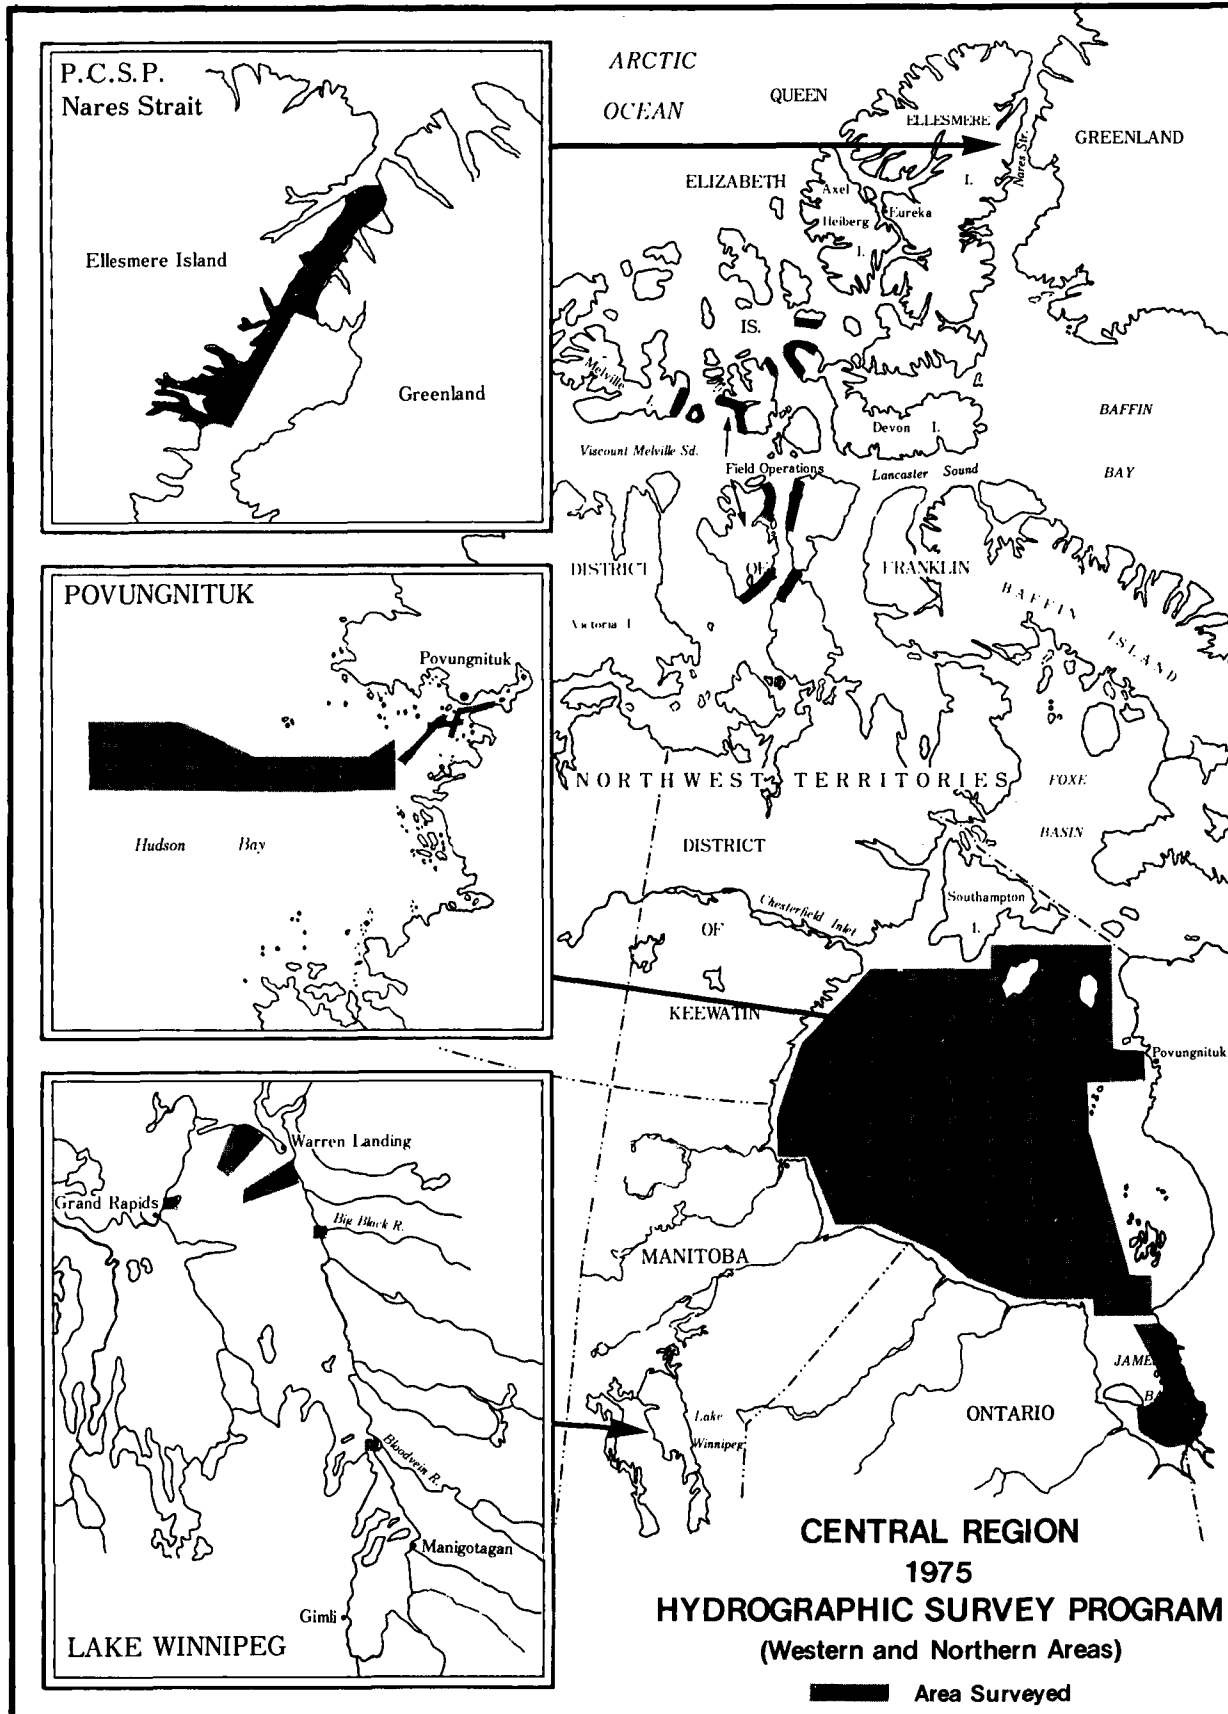 P.C.S.P.
Nares Strait
Ellesmere Island
Greenland
POVUNGNITUK
Povungnituk
Hudson Bay
Warren Landing
Grand Rapids
Big Black R.
Bloodvein R.
Manigotagan
Gimli
LAKE WINNIPEG
ARCTIC
OCEAN
QUEEN
ELLESMERE
GREENLAND
Nares Str.
ELIZABETH
I.
Axel
Heiberg
I.
Eureka
IS.
Melville
I.
BAFFIN
BAY
Devon I.
Viscount Melville Sd.
Field Operations
Lancaster Sound
DISTRICT OF FRANKLIN
BAFFIN ISLAND
Victoria I.
NORTHWEST TERRITORIES
FOXE
BASIN
DISTRICT
OF
KEEWATIN
Chesterfield Inlet
Southampton
I.
Povungnituk
MANITOBA
Lake
Winnipeg
ONTARIO
JAME
BA
CENTRAL REGION
1975
HYDROGRAPHIC SURVEY PROGRAM
(Western and Northern Areas)
Area Surveyed